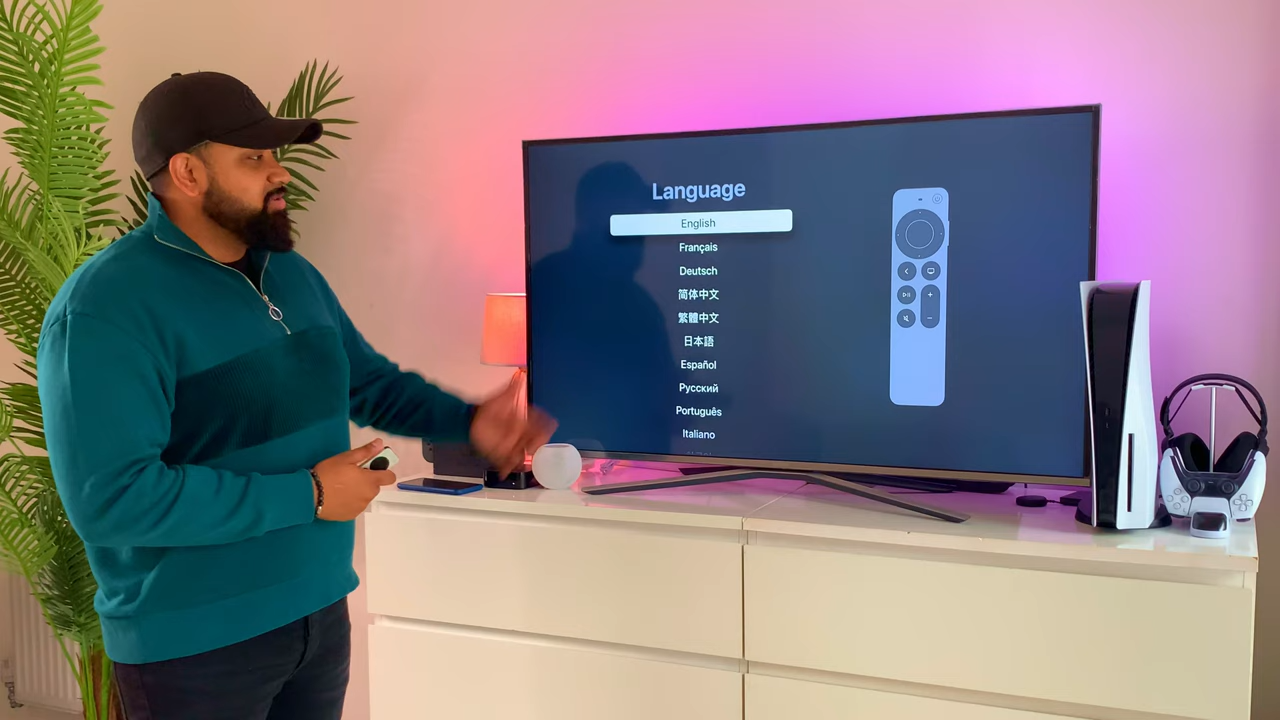 Language
English
Français
Deutsch
简体中文
繁體中文
日本語
Español
Русский
Português
Italiano